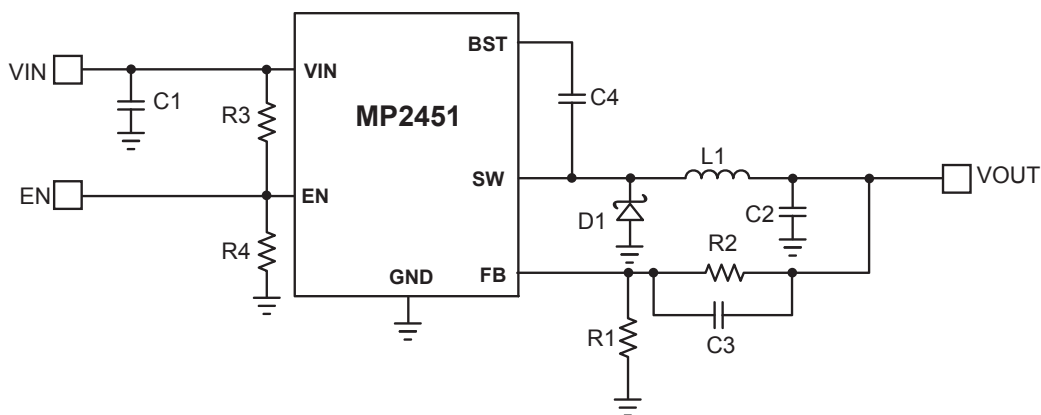 BST
VIN
VIN
C1
R3
MP2451
C4
L1
EN
EN
SW
VOUT
D1
C2
R4
R2
GND
FB
R1
C3